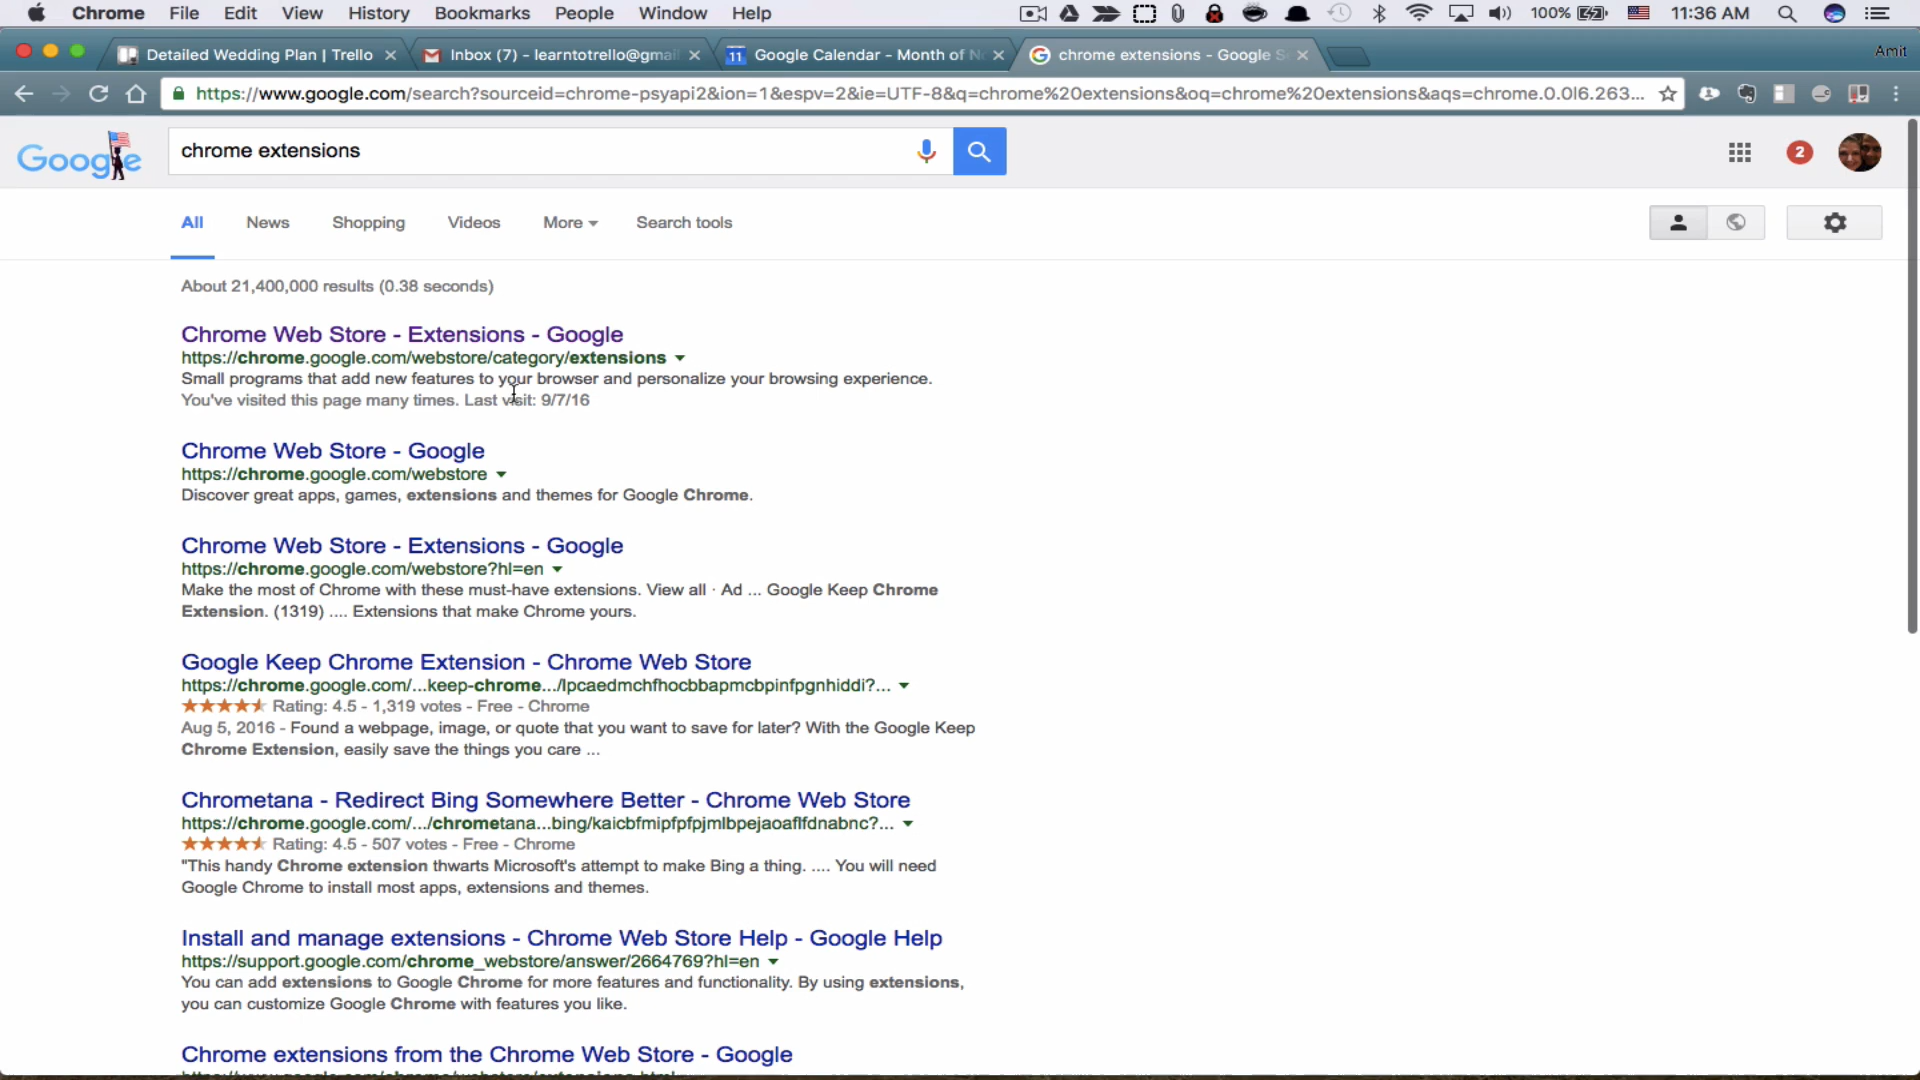 Chrome File Edit View History Bookmarks People Window Help 100% 11:36 AM
Detailed Wedding Plan | Trello Inbox (7) - learntotrello@gmai 11 Google Calendar - Month of N chrome extensions - Google S Amit
https://www.google.com/search?sourceid=chrome-psyapi2&ion=1&espv=2&ie=UTF-8&q=chrome%20extensions&oq=chrome%20extensions&aqs=chrome.0.0l6.263...
Google chrome extensions 2
All News Shopping Videos More Search tools
About 21,400,000 results (0.38 seconds)
Chrome Web Store - Extensions - Google
https://chrome.google.com/webstore/category/extensions
Small programs that add new features to your browser and personalize your browsing experience.
You've visited this page many times. Last visit: 9/7/16
Chrome Web Store - Google
https://chrome.google.com/webstore
Discover great apps, games, extensions and themes for Google Chrome.
Chrome Web Store - Extensions - Google
https://chrome.google.com/webstore?hl=en
Make the most of Chrome with these must-have extensions. View all · Ad ... Google Keep Chrome
Extension. (1319) .... Extensions that make Chrome yours.
Google Keep Chrome Extension - Chrome Web Store
https://chrome.google.com/...keep-chrome.../lpcaedmchfhocbbapmcbpinfpgnhiddi?...
Rating: 4.5 - 1,319 votes - Free - Chrome
Aug 5, 2016 - Found a webpage, image, or quote that you want to save for later? With the Google Keep
Chrome Extension, easily save the things you care ...
Chrometana - Redirect Bing Somewhere Better - Chrome Web Store
https://chrome.google.com/.../chrometana...bing/kaicbfmipfpfpjmlbpejaoaflfdnabnc?...
Rating: 4.5 - 507 votes - Free - Chrome
"This handy Chrome extension thwarts Microsoft's attempt to make Bing a thing. .... You will need
Google Chrome to install most apps, extensions and themes.
Install and manage extensions - Chrome Web Store Help - Google Help
https://support.google.com/chrome_webstore/answer/2664769?hl=en
You can add extensions to Google Chrome for more features and functionality. By using extensions,
you can customize Google Chrome with features you like.
Chrome extensions from the Chrome Web Store - Google